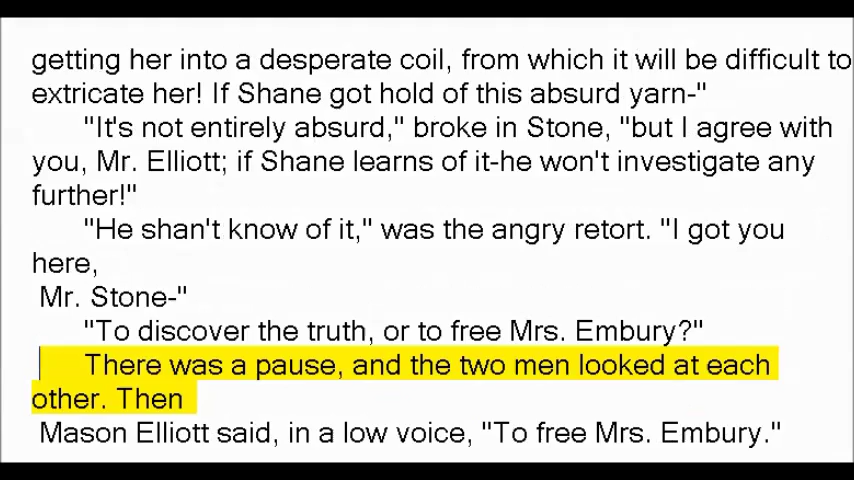 getting her into a desperate coil, from which it will be difficult to
extricate her! If Shane got hold of this absurd yarn-"
"It's not entirely absurd," broke in Stone, "but I agree with
you, Mr. Elliott; if Shane learns of it-he won't investigate any
further!"
"He shan't know of it," was the angry retort. "I got you
here,
Mr. Stone-"
"To discover the truth, or to free Mrs. Embury?"
There was a pause, and the two men looked at each
other. Then
Mason Elliott said, in a low voice, "To free Mrs. Embury."